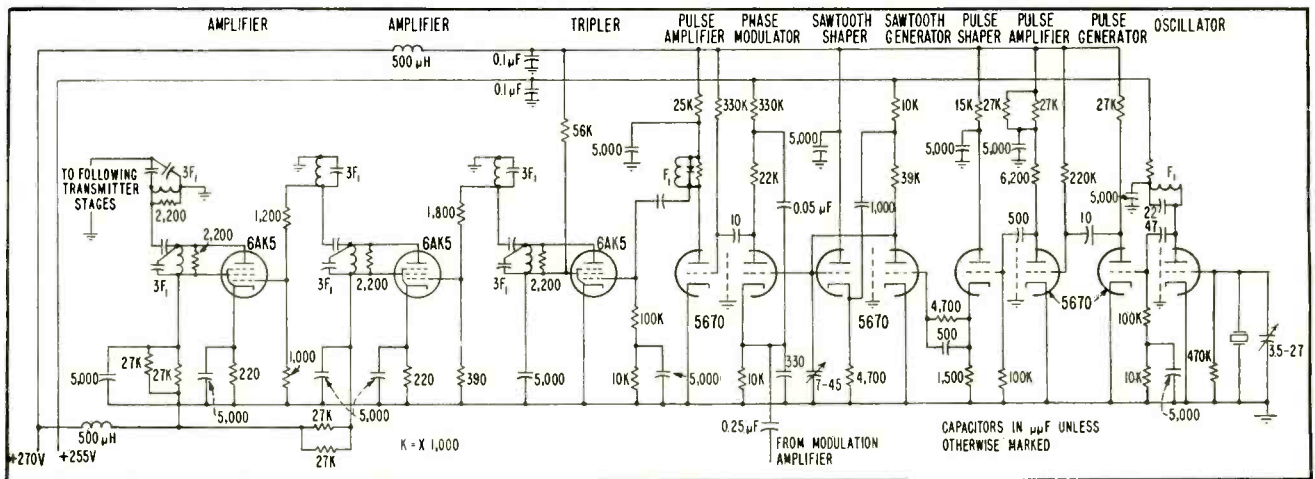 AMPLIFIER
AMPLIFIER
TRIPLER
PULSE AMPLIFIER
PHASE MODULATOR
SAWTOOTH SHAPER
SAWTOOTH GENERATOR
PULSE SHAPER
PULSE AMPLIFIER
PULSE GENERATOR
OSCILLATOR
500 μH
0.1 μF
0.1 μF
56K
25K
330K
330K
10K
15K
27K
27K
27K
5,000
5,000
5,000
5,000
TO FOLLOWING
TRANSMITTER
STAGES
3F₁
3F₁
3F₁
F₁
F₁
2,200
1,200
1,800
22K
0.05 μF
39K
1,000
6,200
220K
5,000
22
47
2,200
6AK5
6AK5
6AK5
10
500
10
3F₁
3F₁
2,200
3F₁
2,200
5670
5670
5670
100K
4,700
500
100K
470K
3.5-27
27K
27K
5,000
220
1,000
220
390
5,000
10K
5,000
10K
330
7-45
4,700
1,500
100K
10K
5,000
5,000
5,000
27K
27K
500 μH
+270V
+255V
K = X 1,000
0.25 μF
FROM MODULATION
AMPLIFIER
CAPACITORS IN μμF UNLESS
OTHERWISE MARKED